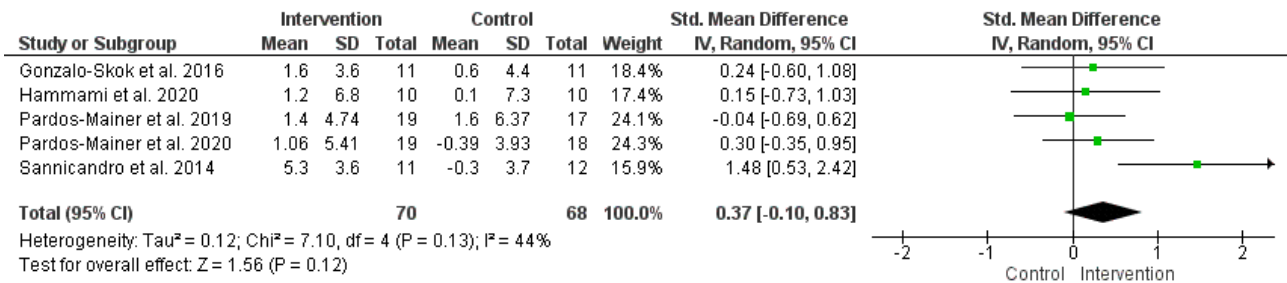 Intervention Control Std. Mean Difference Std. Mean Difference
Study or Subgroup Mean SD Total Mean SD Total Weight IV, Random, 95% CI IV, Random, 95% CI
Gonzalo-Skok et al. 2016 1.6 3.6 11 0.6 4.4 11 18.4% 0.24 [-0.60, 1.08]
Hammami et al. 2020 1.2 6.8 10 0.1 7.3 10 17.4% 0.15 [-0.73, 1.03]
Pardos-Mainer et al. 2019 1.4 4.74 19 1.6 6.37 17 24.1% -0.04 [-0.69, 0.62]
Pardos-Mainer et al. 2020 1.06 5.41 19 -0.39 3.93 18 24.3% 0.30 [-0.35, 0.95]
Sannicandro et al. 2014 5.3 3.6 11 -0.3 3.7 12 15.9% 1.48 [0.53, 2.42]
Total (95% CI) 70 68 100.0% 0.37 [-0.10, 0.83]
Heterogeneity: Tau² = 0.12; Chi² = 7.10, df = 4 (P = 0.13); I² = 44%
Test for overall effect: Z = 1.56 (P = 0.12)
-2 -1 0 1 2
Control Intervention